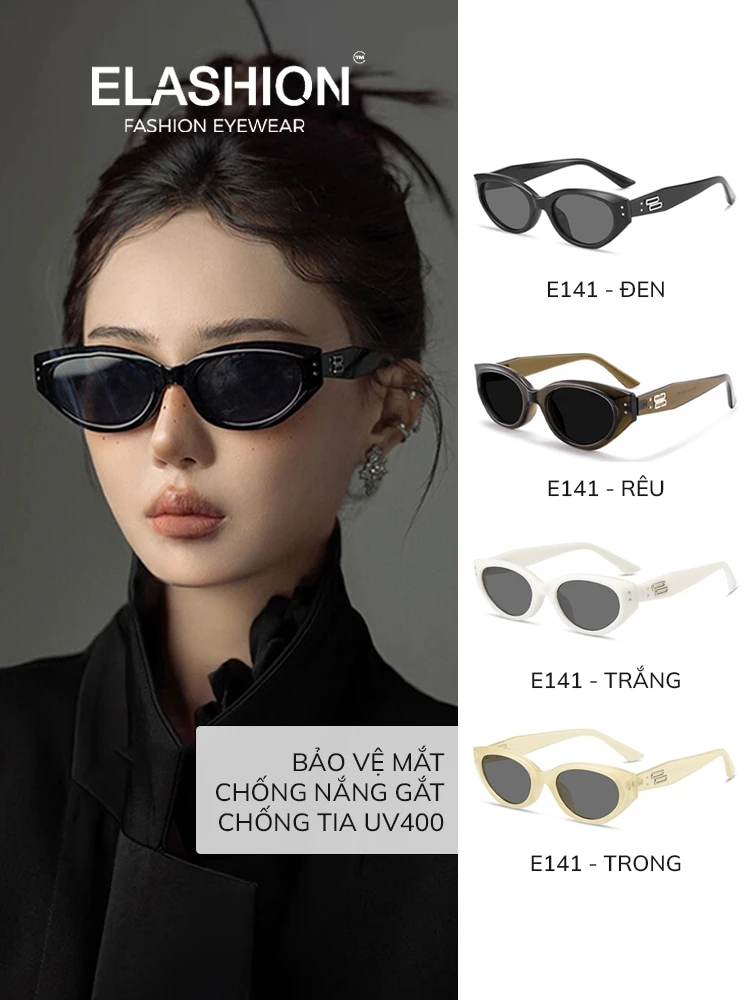 ELASHION™
FASHION EYEWEAR
E141 - ĐEN
E141 - RÊU
E141 - TRẮNG
BẢO VỆ MẮT
CHỐNG NẮNG GẮT
CHỐNG TIA UV400
E141 - TRONG